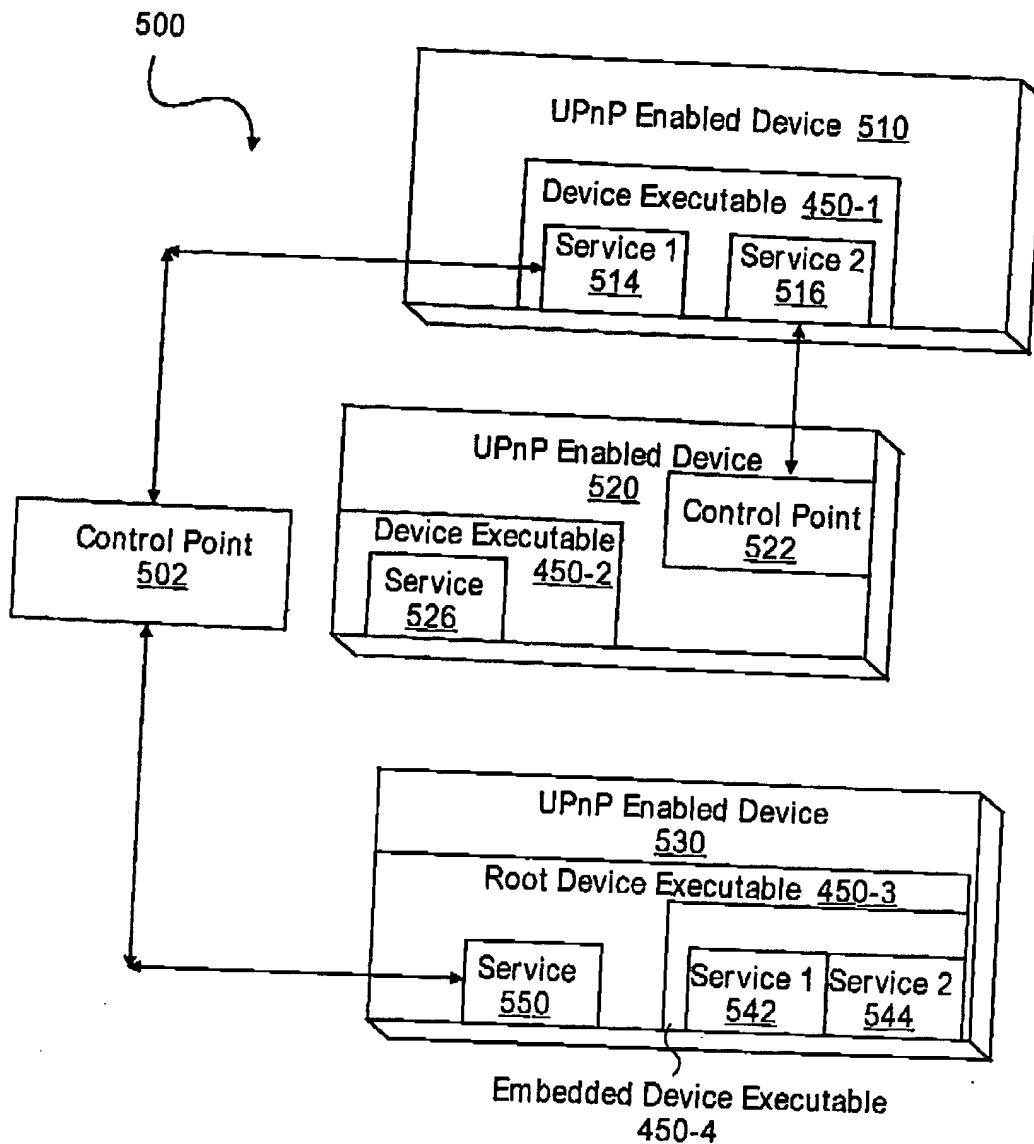 500
UPnP Enabled Device 510
Device Executable 450-1
Service 1
514
Service 2
516
UPnP Enabled Device
520
Control Point
522
Device Executable
450-2
Service
526
Control Point
502
UPnP Enabled Device
530
Root Device Executable 450-3
Service
550
Service 1
542
Service 2
544
Embedded Device Executable
450-4